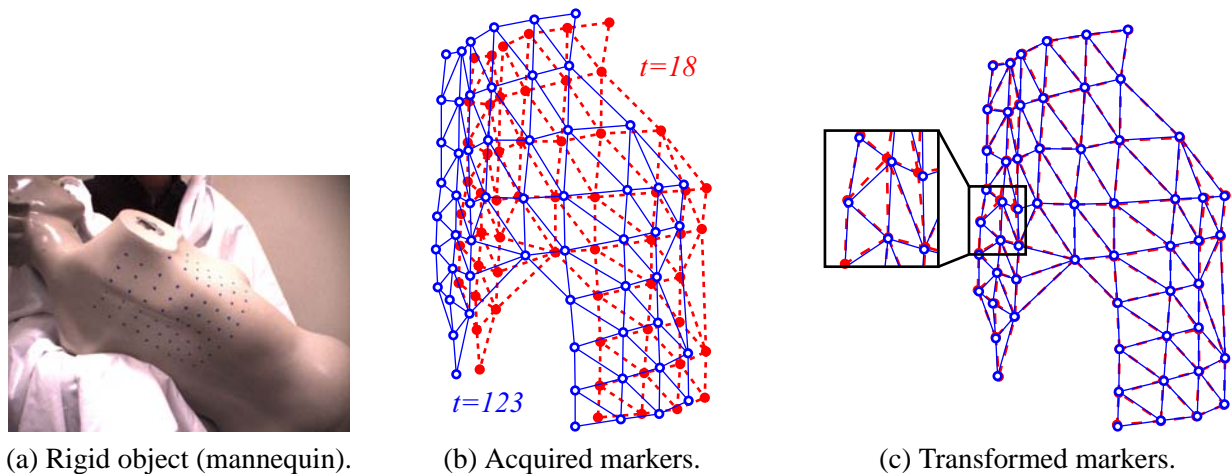 t=18
t=123
(a) Rigid object (mannequin).
(b) Acquired markers.
(c) Transformed markers.